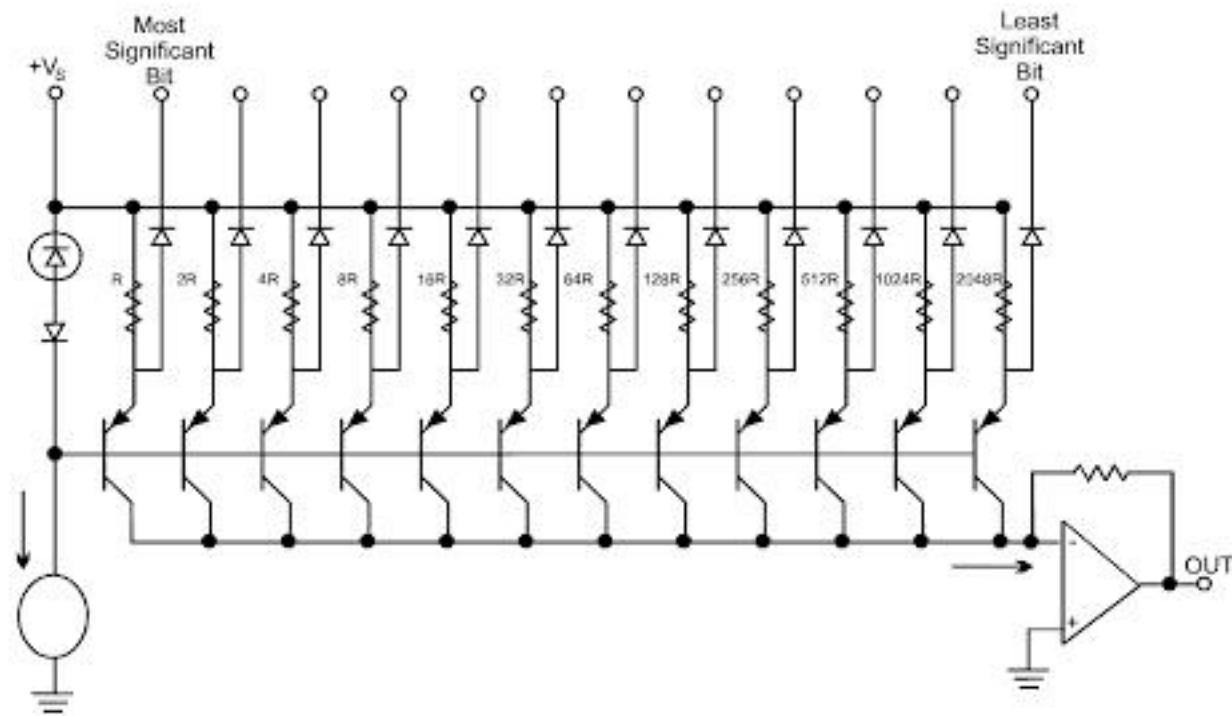 Most
Significant
Bit
Least
Significant
Bit
+Vs
R 2R 4R 8R 16R 32R 64R 128R 256R 512R 1024R 2048R
-
+
OUT